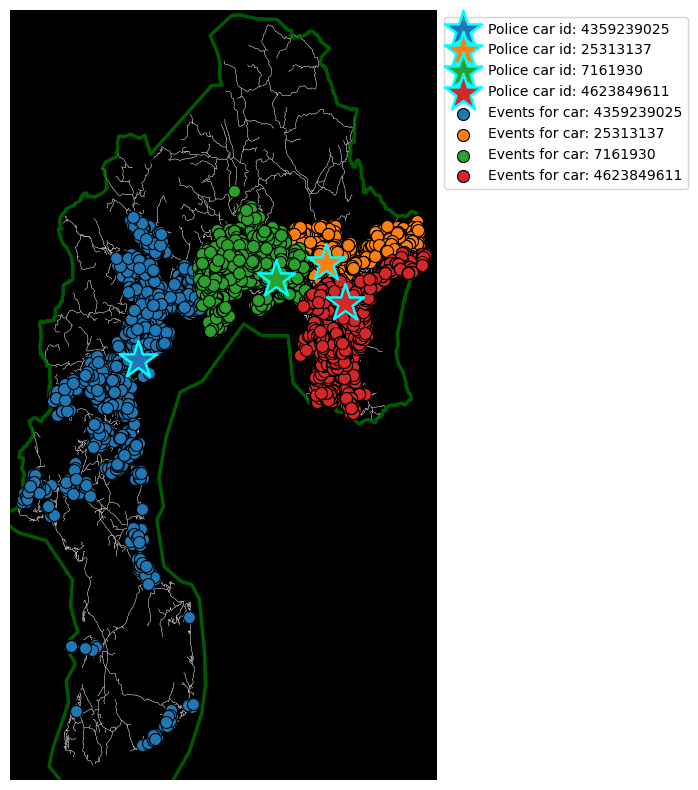 Police car id: 4359239025
Police car id: 25313137
Police car id: 7161930
Police car id: 4623849611
Events for car: 4359239025
Events for car: 25313137
Events for car: 7161930
Events for car: 4623849611